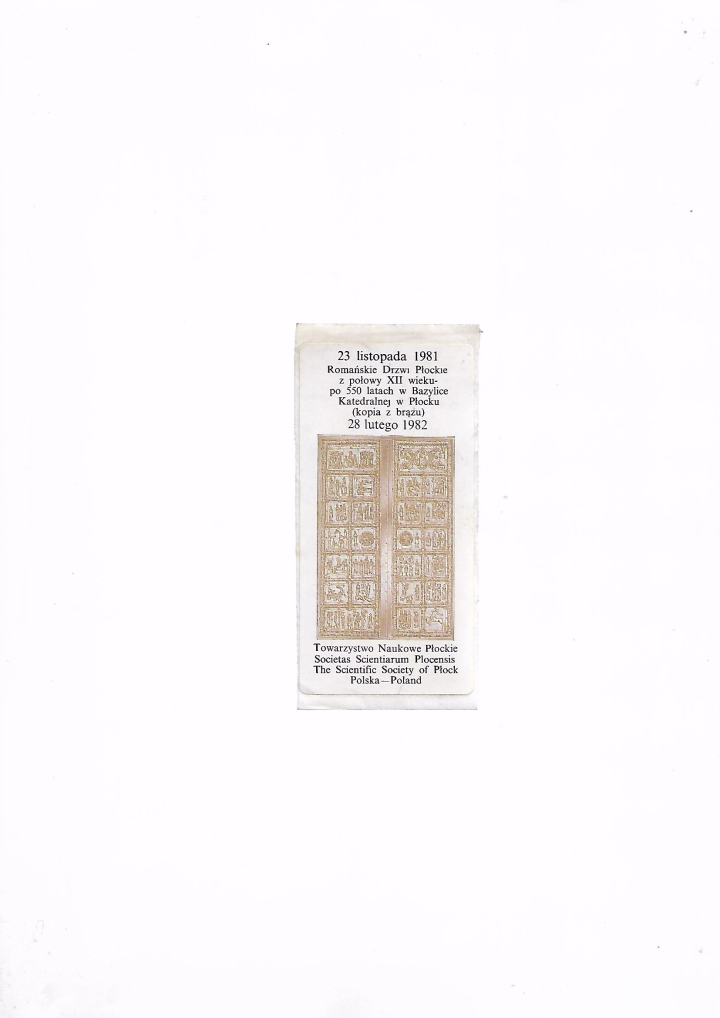 23 listopada 1981
Romańskie Drzwi Płockie
z połowy XII wieku-
po 550 latach w Bazylice
Katedralnej w Płocku
(kopia z brązu)
28 lutego 1982
Towarzystwo Naukowe Płockie
Societas Scientiarum Plocensis
The Scientific Society of Płock
Polska—Poland